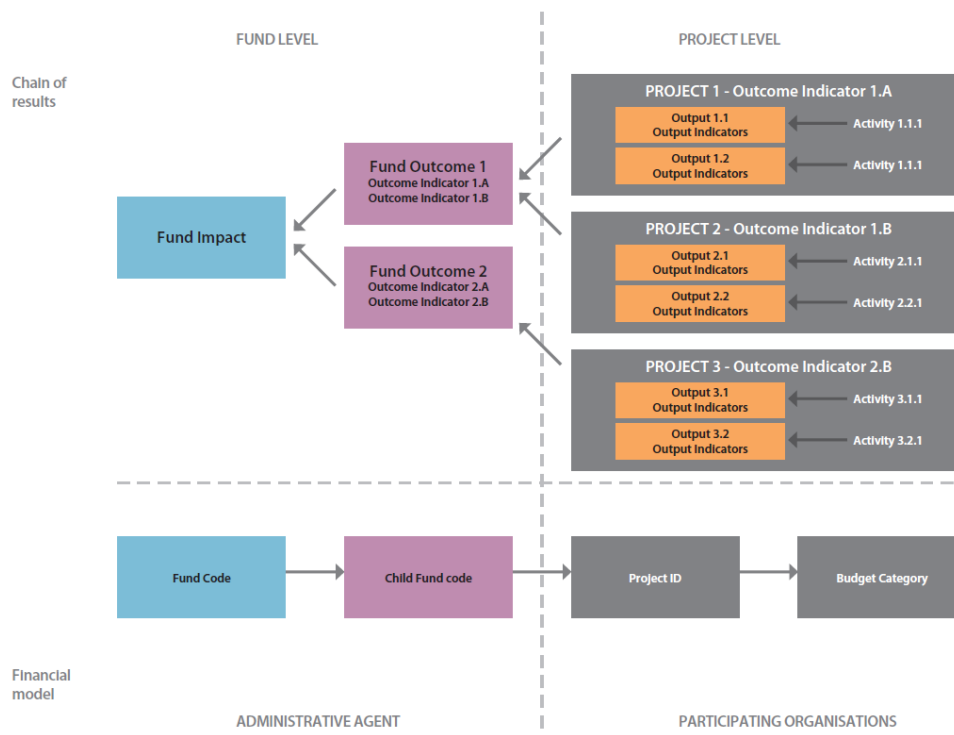 FUND LEVEL
PROJECT LEVEL
Chain of
results
PROJECT 1 - Outcome Indicator 1.A
Output 1.1
Output Indicators
Activity 1.1.1
Output 1.2
Output Indicators
Activity 1.1.1
Fund Outcome 1
Outcome Indicator 1.A
Outcome Indicator 1.B
Fund Impact
PROJECT 2 - Outcome Indicator 1.B
Output 2.1
Output Indicators
Activity 2.1.1
Output 2.2
Output Indicators
Activity 2.2.1
Fund Outcome 2
Outcome Indicator 2.A
Outcome Indicator 2.B
PROJECT 3 - Outcome Indicator 2.B
Output 3.1
Output Indicators
Activity 3.1.1
Output 3.2
Output Indicators
Activity 3.2.1
Fund Code
Child Fund code
Project ID
Budget Category
Financial
model
ADMINISTRATIVE AGENT
PARTICIPATING ORGANISATIONS